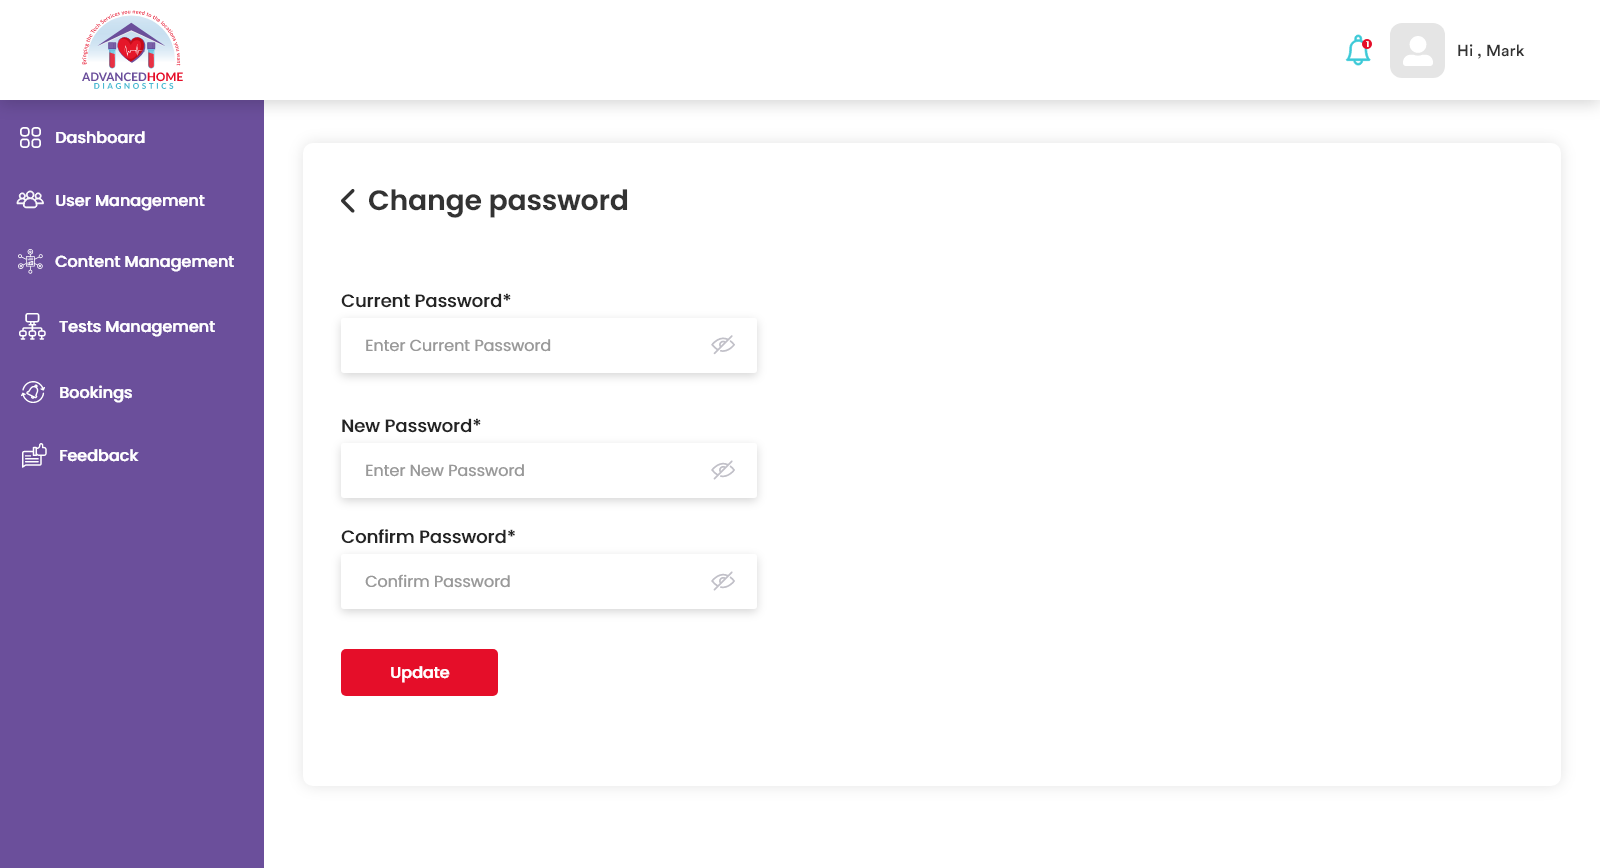 Bringing the Tech Services you need to the locations you want
ADVANCEDHOME
DIAGNOSTICS
1
Hi , Mark
Dashboard
User Management
Content Management
Tests Management
Bookings
Feedback
Change password
Current Password*
Enter Current Password
New Password*
Enter New Password
Confirm Password*
Confirm Password
Update